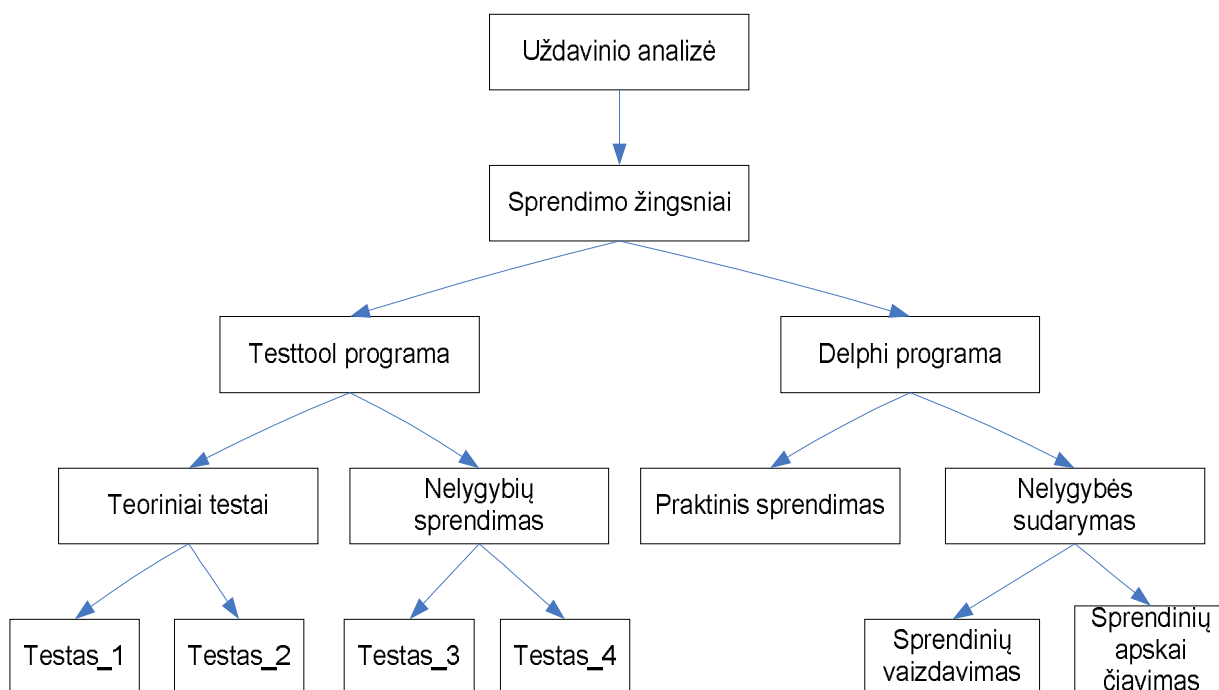 Uždavinio analizė
Sprendimo žingsniai
Testtool programa
Delphi programa
Teoriniai testai
Nelygybių
sprendimas
Praktinis sprendimas
Nelygybės
sudarymas
Testas_1
Testas_2
Testas_3
Testas_4
Sprendinių
vaizdavimas
Sprendinių
apskai
čjavimas